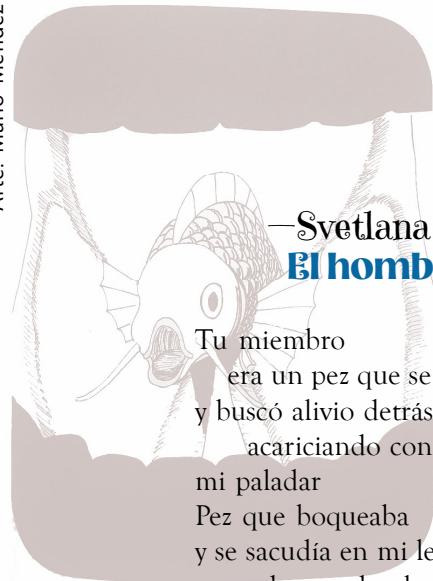 Arte: Mario Méndez
—Svetlana
El homb
Tu miembro
era un pez que se
y buscó alivio detrás
acariciando con
mi paladar
Pez que boqueaba
y se sacudía en mi le